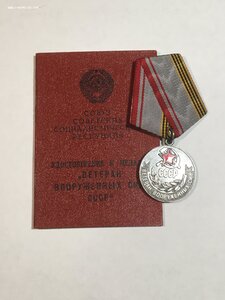 СОЮЗ
СОВЕТСКИХ
СОЦИАЛИСТИЧЕСКИХ
РЕСПУБЛИК
УДОСТОВЕРЕНИЕ К МЕДАЛИ
„ВЕТЕРАН
ВООРУЖЕННЫХ СИЛ
СССР"
СССР